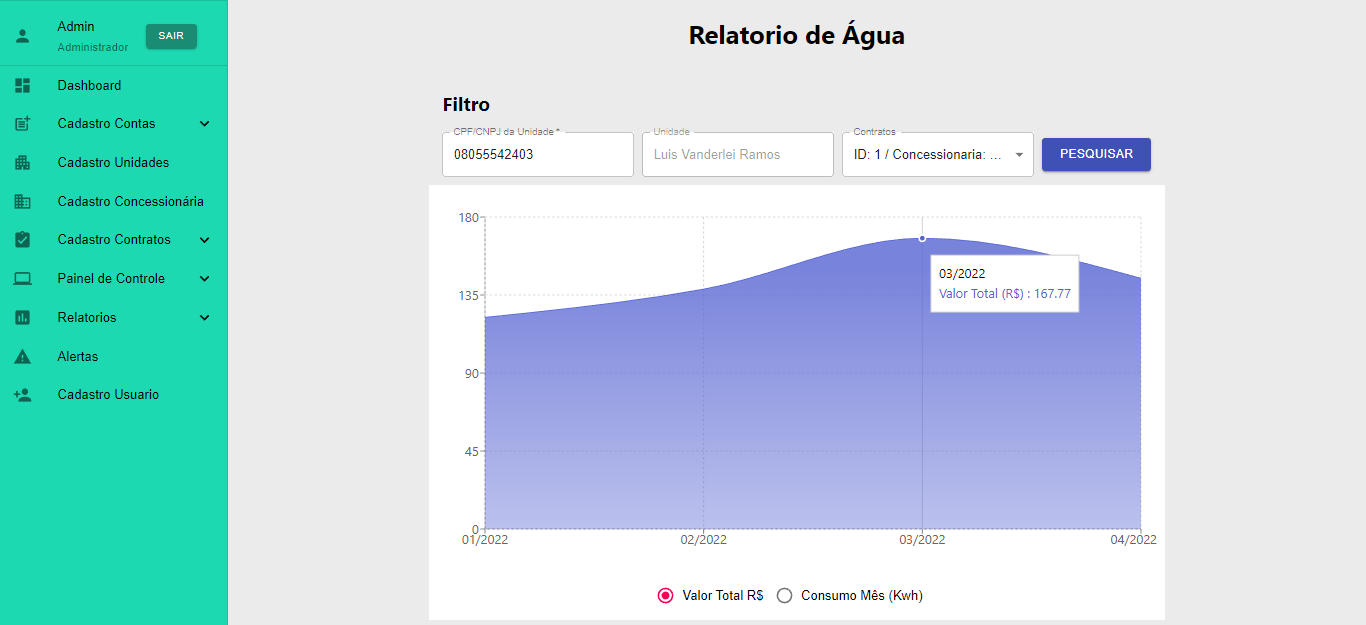 Admin
Administrador
SAIR
Dashboard
Cadastro Contas
Cadastro Unidades
Cadastro Concessionária
Cadastro Contratos
Painel de Controle
Relatorios
Alertas
Cadastro Usuario
Relatorio de Água
Filtro
CPF/CNPJ da Unidade *
08055542403
Unidade
Luis Vanderlei Ramos
Contratos
ID: 1 / Concessionaria: ...
PESQUISAR
180
135
90
45
0
03/2022
Valor Total (R$) : 167.77
01/2022
02/2022
03/2022
04/2022
Valor Total R$
Consumo Mês (Kwh)